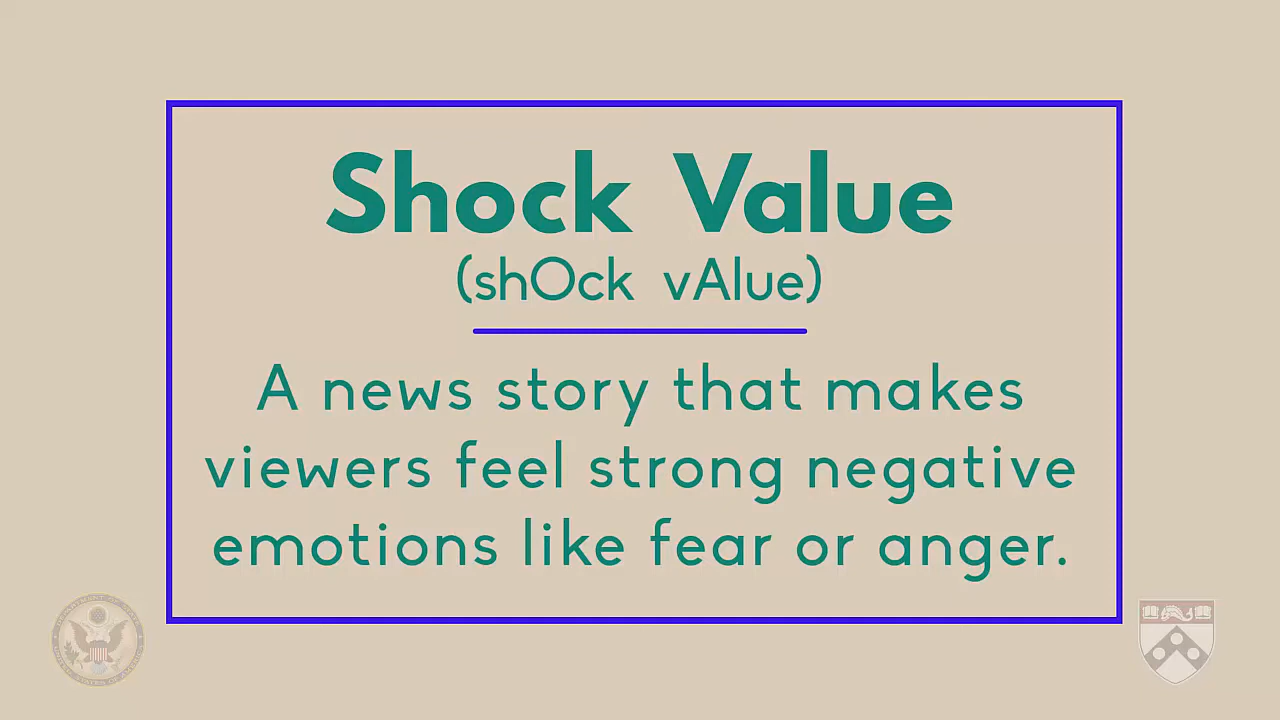 Shock Value
(shOck vAlue)
A news story that makes
viewers feel strong negative
emotions like fear or anger.